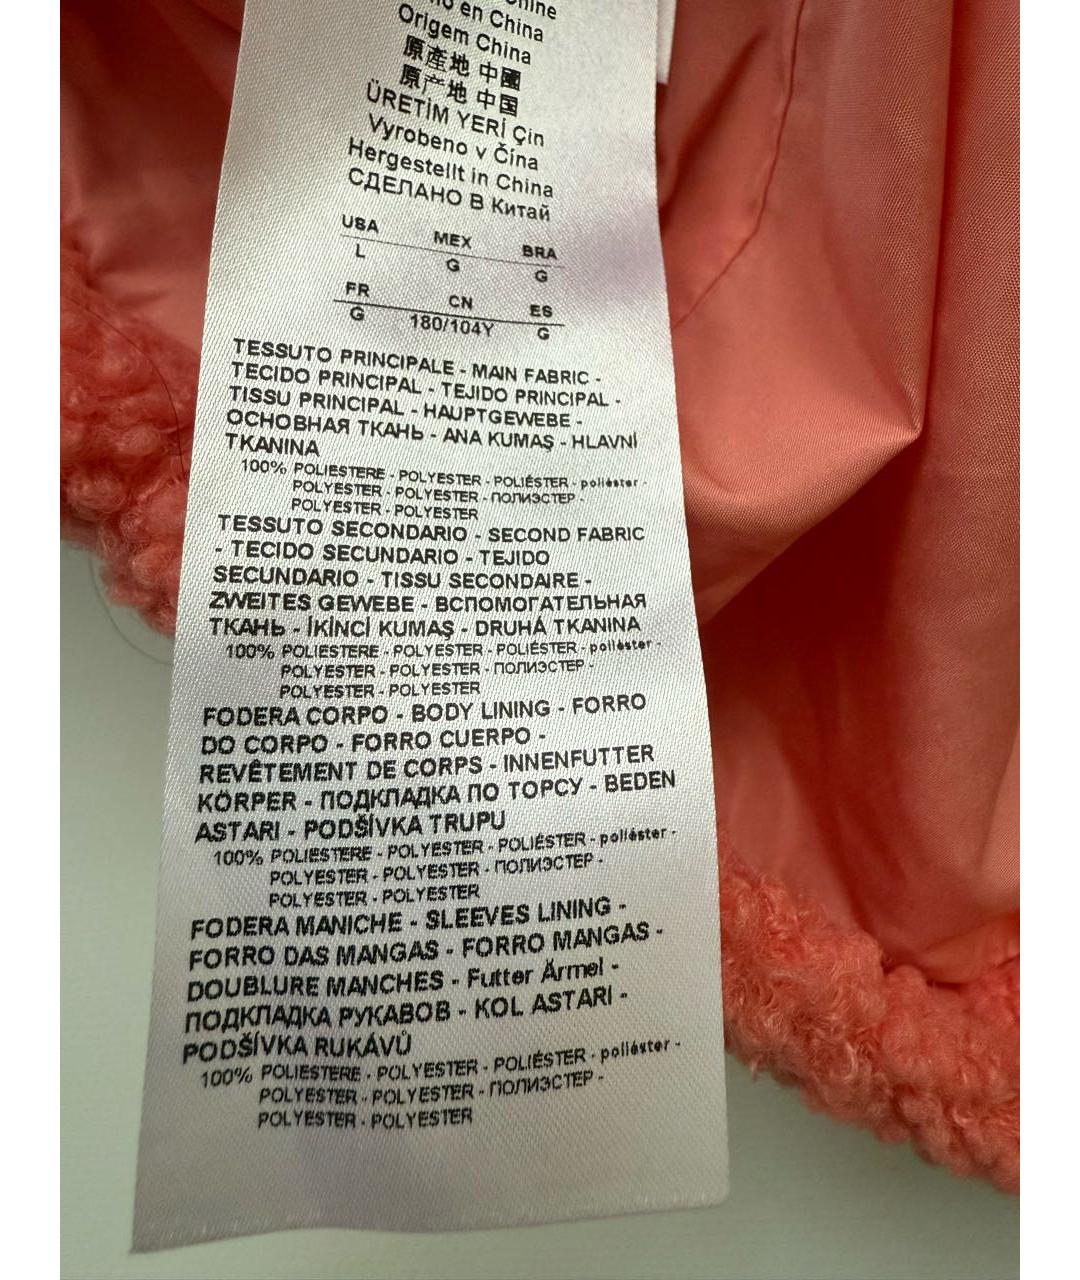 en China
Origem China
原產地 中國
原产地 中国
ÜRETİM YERİ Çin
Vyrobeno v Čína
Hergestellt in China
СДЕЛАНО В Китай
USA MEX BRA
L G G
FR CN ES
G 180/104Y G
TESSUTO PRINCIPALE - MAIN FABRIC -
TECIDO PRINCIPAL - TEJIDO PRINCIPAL -
TISSU PRINCIPAL - HAUPTGEWEBE -
ОСНОВНАЯ ТКАНЬ - ANA KUMAŞ - HLAVNÍ
TKANINA
100% POLIESTERE - POLYESTER - POLIÉSTER - poliéster -
POLYESTER - POLYESTER - ПОЛИЭСТЕР -
POLYESTER - POLYESTER
TESSUTO SECONDARIO - SECOND FABRIC
- TECIDO SECUNDARIO - TEJIDO
SECUNDARIO - TISSU SECONDAIRE -
ZWEITES GEWEBE - ВСПОМОГАТЕЛЬНАЯ
ТКАНЬ - İKİNCİ KUMAŞ - DRUHÁ TKANINA
100% POLIESTERE - POLYESTER - POLIÉSTER - poliéster -
POLYESTER - POLYESTER - ПОЛИЭСТЕР -
POLYESTER - POLYESTER
FODERA CORPO - BODY LINING - FORRO
DO CORPO - FORRO CUERPO -
REVÊTEMENT DE CORPS - INNENFUTTER
KÖRPER - ПОДКЛАДКА ПО ТОРСУ - BEDEN
ASTARI - PODŠÍVKA TRUPU
100% POLIESTERE - POLYESTER - POLIÉSTER - poliéster -
POLYESTER - POLYESTER - ПОЛИЭСТЕР -
POLYESTER - POLYESTER
FODERA MANICHE - SLEEVES LINING -
FORRO DAS MANGAS - FORRO MANGAS -
DOUBLURE MANCHES - Futter Ärmel -
ПОДКЛАДКА РУКАВОВ - KOL ASTARI -
PODŠÍVKA RUKÁVŮ
100% POLIESTERE - POLYESTER - POLIÉSTER - poliéster -
POLYESTER - POLYESTER - ПОЛИЭСТЕР -
POLYESTER - POLYESTER